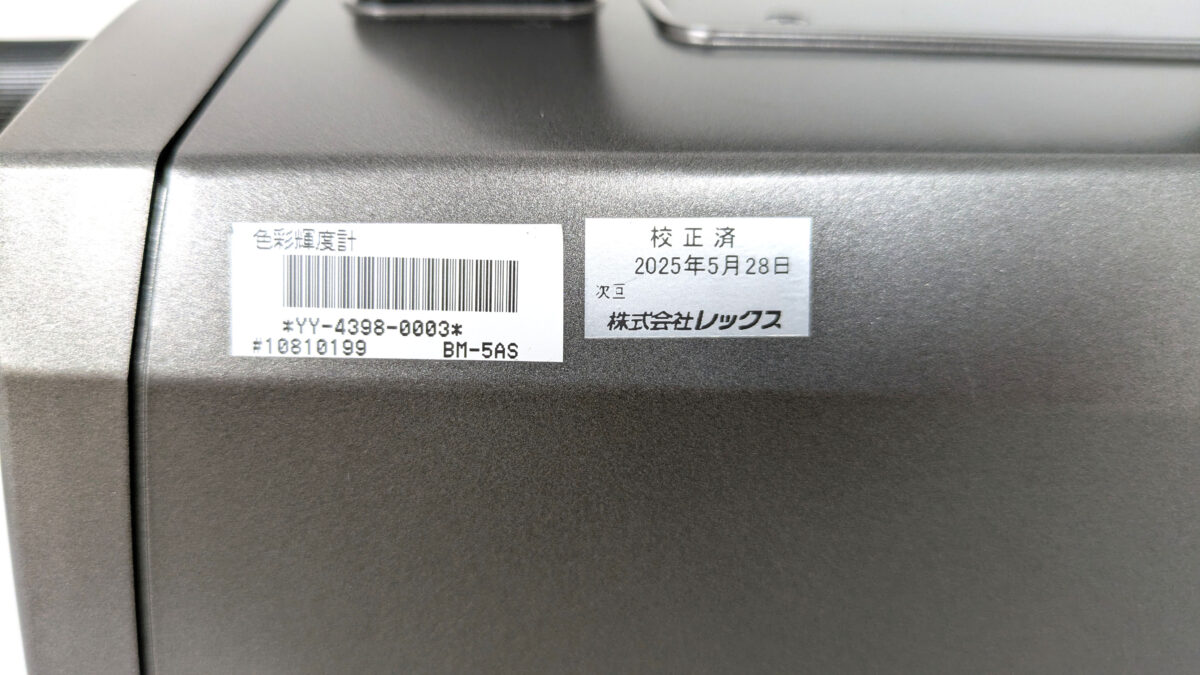 色彩輝度計
*YY-4398-0003*
#10810199 BM-5AS
校正済
2025年5月28日
次回
株式会社レックス